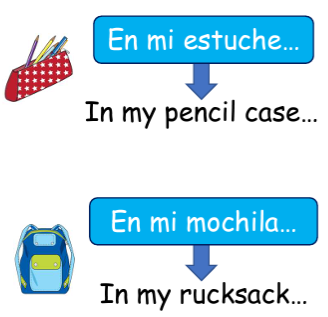 En mi estuche…
In my pencil case…
En mi mochila…
In my rucksack…